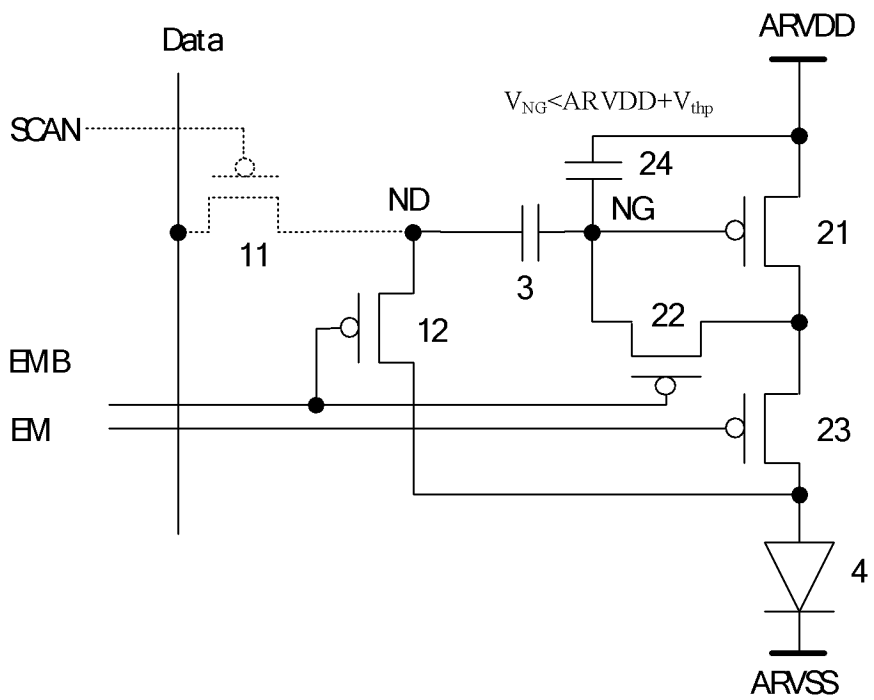 ARVDD
Data
V_NG<ARVDD+V_thp
SCAN
24
ND
NG
21
11
3
22
12
EMB
EM
23
4
ARVSS